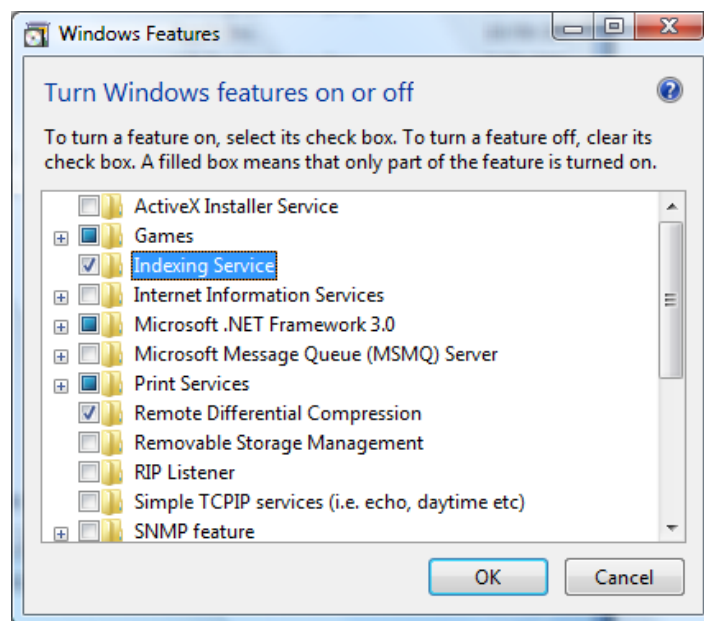 Windows Features
Turn Windows features on or off
To turn a feature on, select its check box. To turn a feature off, clear its
check box. A filled box means that only part of the feature is turned on.
ActiveX Installer Service
Games
Indexing Service
Internet Information Services
Microsoft .NET Framework 3.0
Microsoft Message Queue (MSMQ) Server
Print Services
Remote Differential Compression
Removable Storage Management
RIP Listener
Simple TCPIP services (i.e. echo, daytime etc)
SNMP feature
OK Cancel